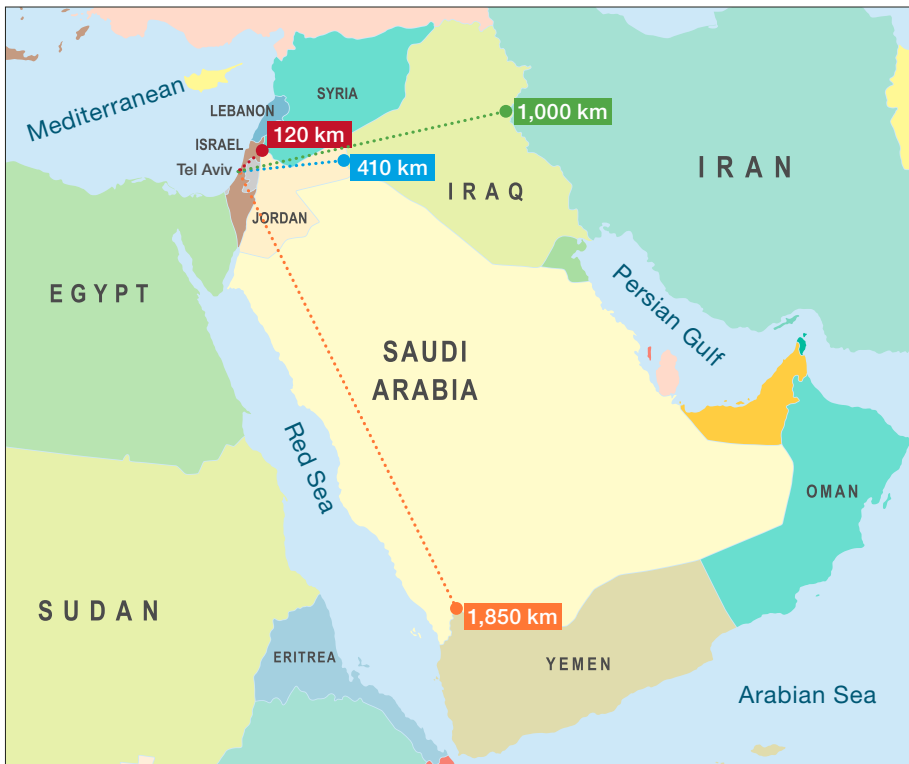 Mediterranean
SYRIA
LEBANON
1,000 km
120 km
ISRAEL
Tel Aviv
410 km
IRAN
IRAQ
JORDAN
EGYPT
Persian Gulf
SAUDI
ARABIA
Red Sea
OMAN
SUDAN
1,850 km
ERITREA
YEMEN
Arabian Sea